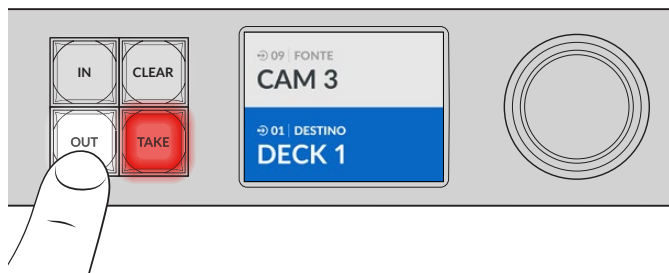 IN
CLEAR
OUT
TAKE
09 | FONTE
CAM 3
01 | DESTINO
DECK 1